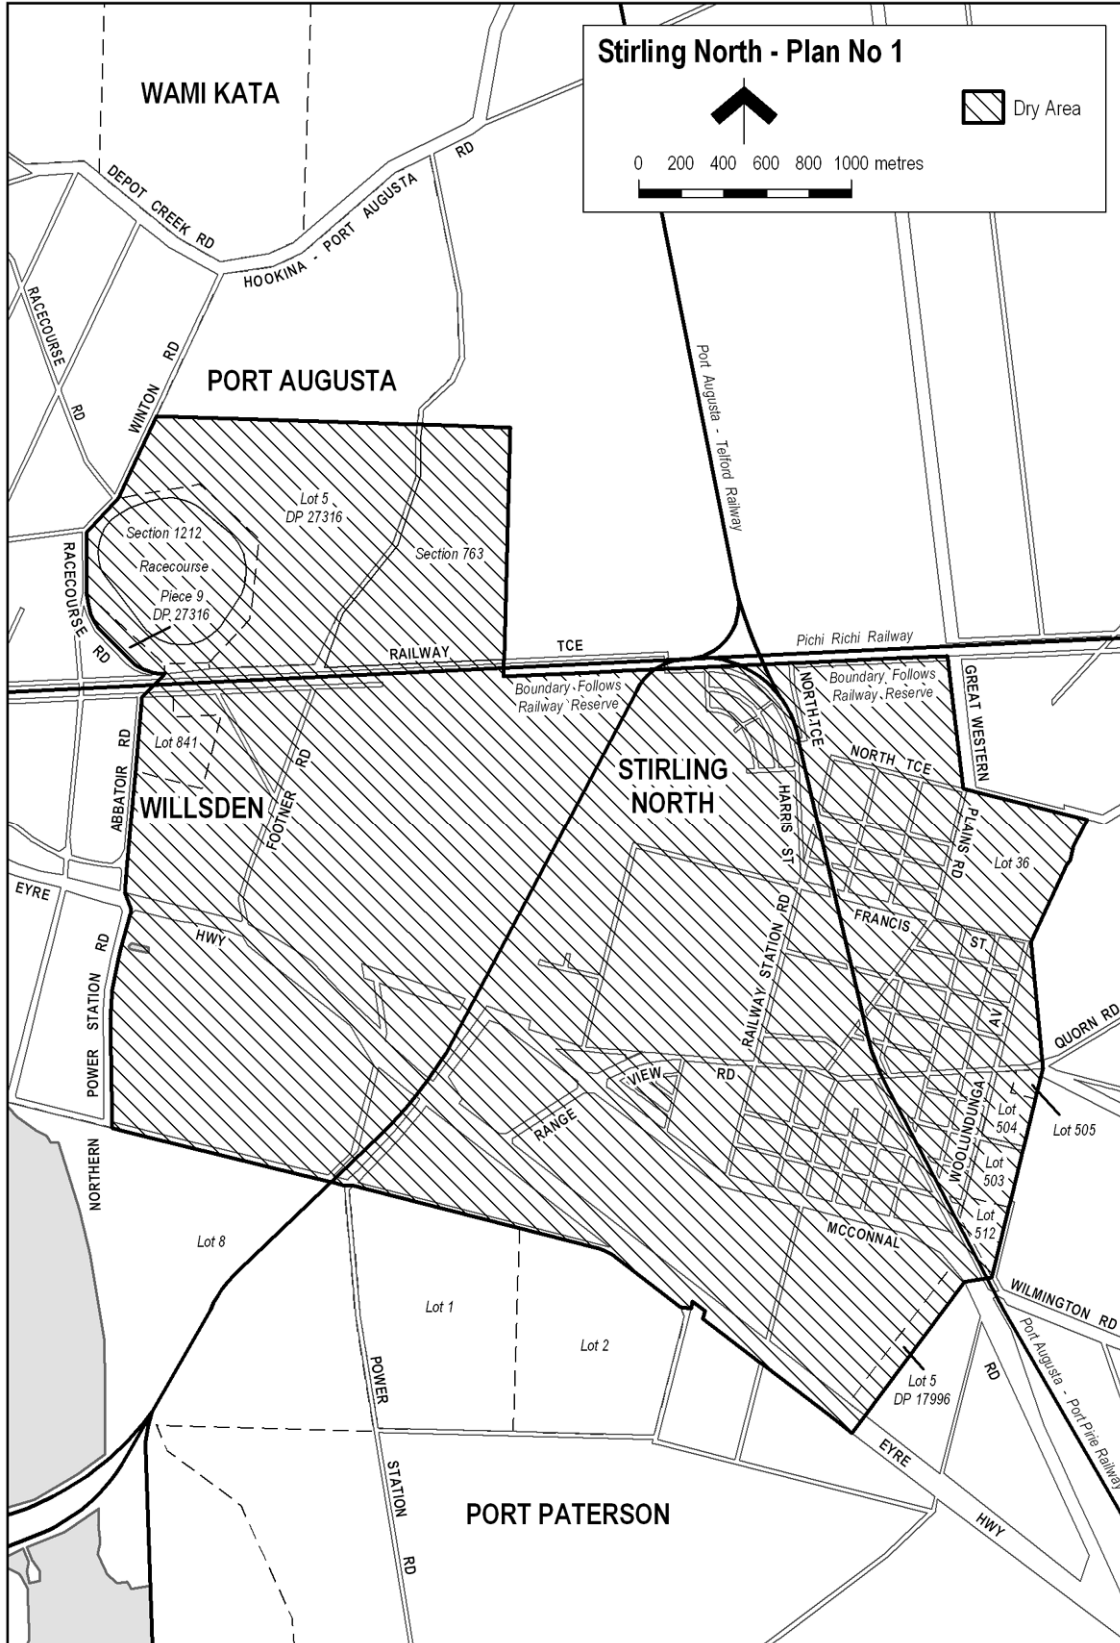 Stirling North - Plan No 1
Dry Area
0 200 400 600 800 1000 metres
WAMI KATA
DEPOT CREEK RD
HOOKINA - PORT AUGUSTA RD
RACECOURSE RD
WINTON RD
PORT AUGUSTA
Port Augusta - Telford Railway
Lot 5
DP 27316
Section 1212
Racecourse
Section 763
Piece 9
DP 27316
RACECOURSE RD
RAILWAY TCE
Pichi Richi Railway
Boundary Follows
Railway Reserve
Boundary Follows
Railway Reserve
NORTH TCE
GREAT WESTERN
PLAINS RD
Lot 841
ABBATOIR RD
WILLSDEN
FOOTNER RD
STIRLING
NORTH
HARRIS ST
NORTH TCE
Lot 36
EYRE HWY
RAILWAY STATION RD
FRANCIS ST
NORTHERN POWER STATION RD
QUORN RD
RANGE VIEW RD
WOOLUNDUNGA AV
L
Lot
504
Lot 505
Lot
503
Lot
512
MCCONNAL RD
WILMINGTON RD
Lot 8
Lot 1
Lot 2
Lot 5
DP 17996
Port Augusta - Port Pirie Railway
POWER STATION RD
EYRE HWY
PORT PATERSON